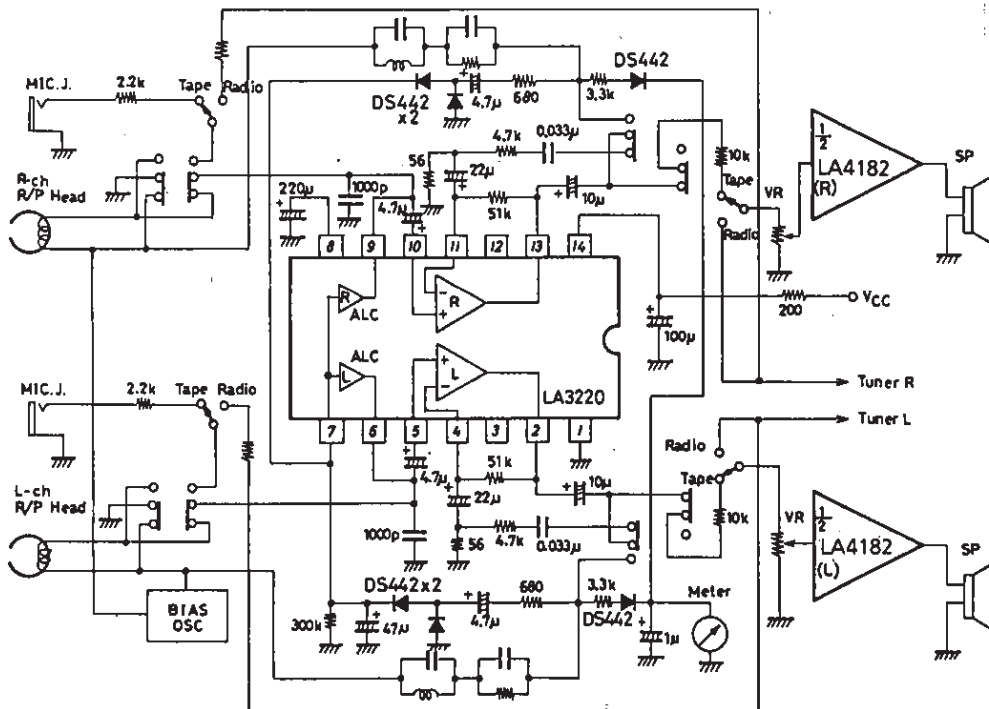 DS442
MIC.J.
2.2k
Tape
Radio
DS442
x2
+
4.7μ
680
3.3k
R-ch
R/P Head
220μ
+
1000p
4.7μ
+
56
4.7k
0.033μ
+
22μ
51k
+
10μ
10k
Tape
VR
Radio
1/2
LA4182
(R)
SP
8
9
10
11
12
13
14
R
ALC
-
R
+
+
100μ
200
VCC
ALC
L
+
L
-
LA3220
Tuner R
Tuner L
MIC.J.
2.2k
Tape
Radio
7
6
5
4
3
2
1
+
4.7μ
51k
+
22μ
+
10μ
Radio
Tape
10k
VR
1/2
LA4182
(L)
SP
L-ch
R/P Head
1000p
56
4.7k
0.033μ
BIAS
OSC
300k
+
47μ
DS442x2
+
4.7μ
680
3.3k
DS442
+
1μ
Meter